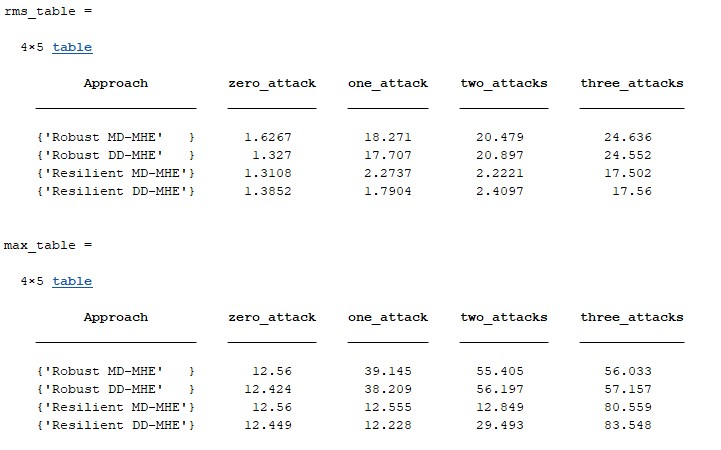 rms_table =
4×5 table
Approach zero_attack one_attack two_attacks three_attacks
{'Robust MD-MHE' } 1.6267 18.271 20.479 24.636
{'Robust DD-MHE' } 1.327 17.707 20.897 24.552
{'Resilient MD-MHE'} 1.3108 2.2737 2.2221 17.502
{'Resilient DD-MHE'} 1.3852 1.7904 2.4097 17.56
max_table =
4×5 table
Approach zero_attack one_attack two_attacks three_attacks
{'Robust MD-MHE' } 12.56 39.145 55.405 56.033
{'Robust DD-MHE' } 12.424 38.209 56.197 57.157
{'Resilient MD-MHE'} 12.56 12.555 12.849 80.559
{'Resilient DD-MHE'} 12.449 12.228 29.493 83.548